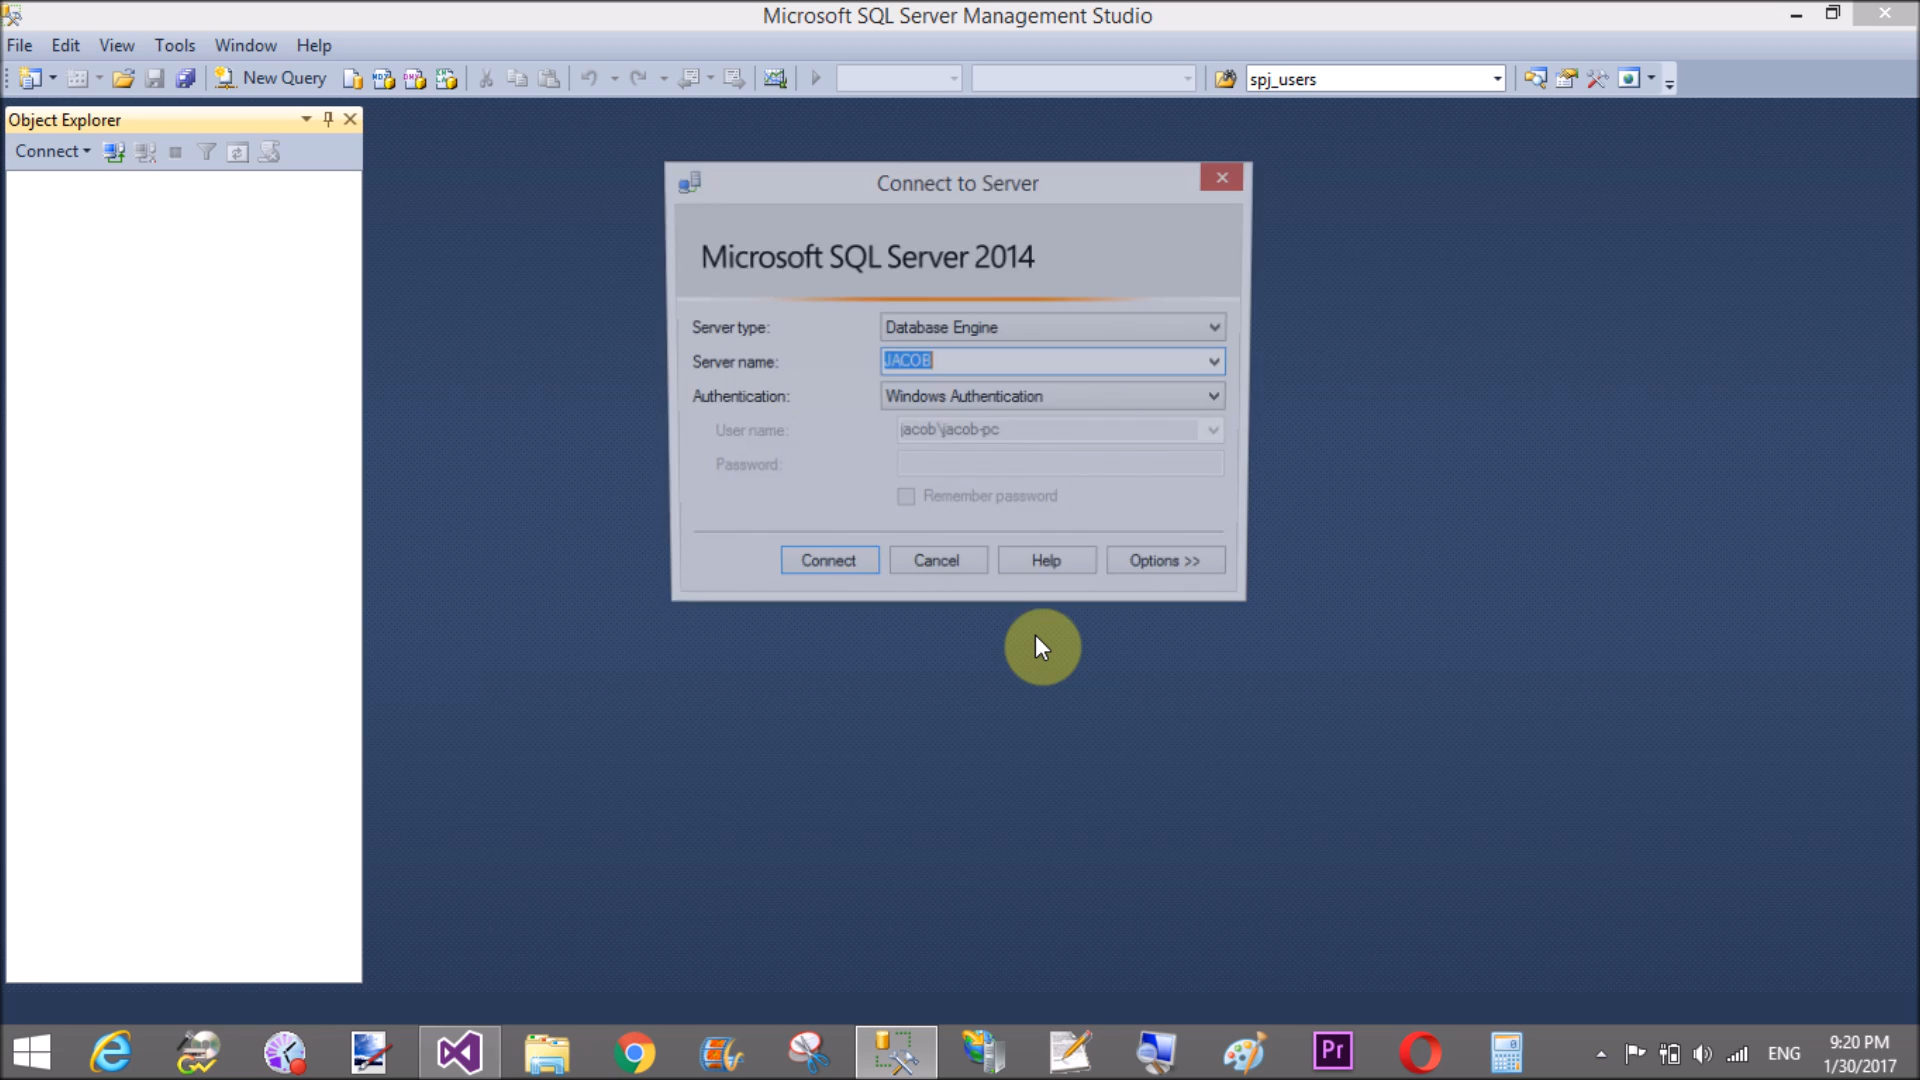 Microsoft SQL Server Management Studio
File Edit View Tools Window Help
New Query spj_users
Object Explorer
Connect
Connect to Server
Microsoft SQL Server 2014
Server type: Database Engine
Server name: JACOB
Authentication: Windows Authentication
User name: jacob\jacob-pc
Password:
Remember password
Connect Cancel Help Options >>
Pr
ENG
9:20 PM
1/30/2017